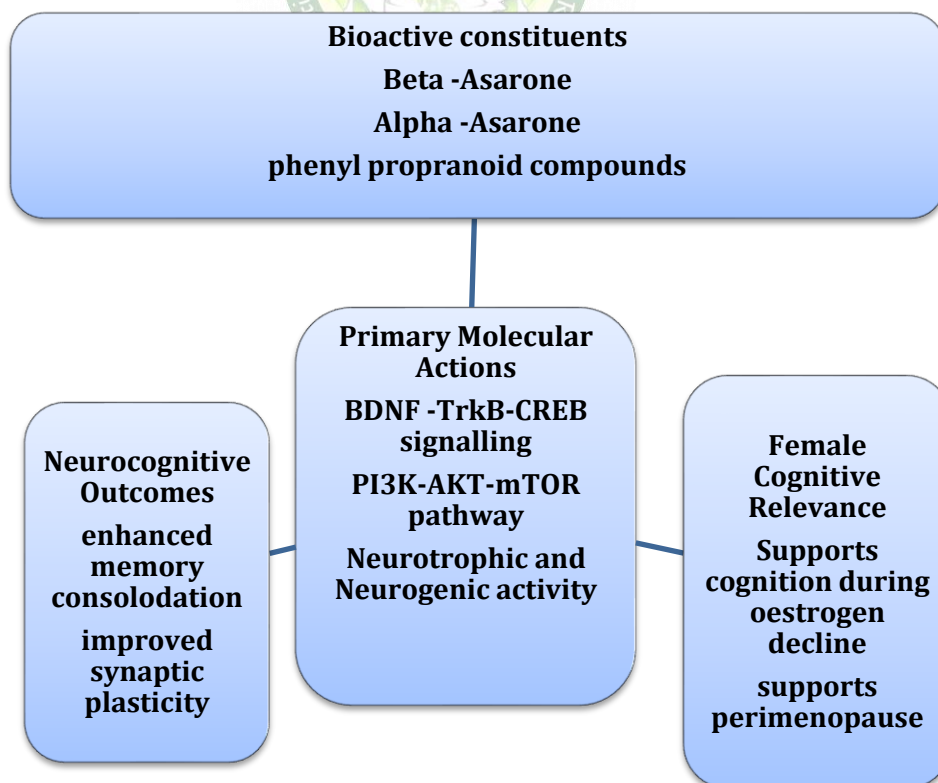 Bioactive constituents
Beta -Asarone
Alpha -Asarone
phenyl propranoid compounds
Primary Molecular
Actions
BDNF -TrkB-CREB
signalling
PI3K-AKT-mTOR
pathway
Neurotrophic and
Neurogenic activity
Neurocognitive
Outcomes
enhanced
memory
consolodation
improved
synaptic
plasticity
Female
Cognitive
Relevance
Supports
cognition during
oestrogen
decline
supports
perimenopause